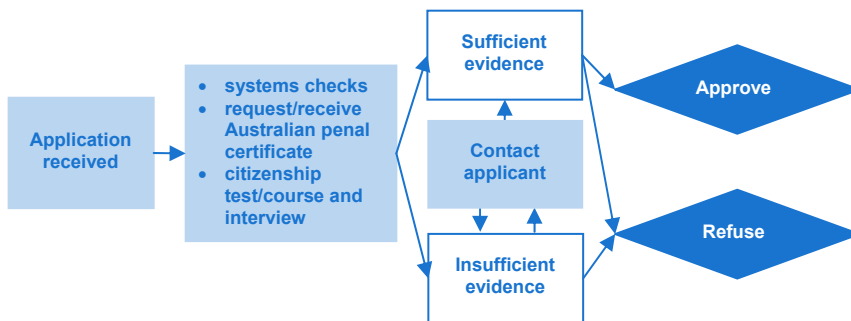 Application
received
• systems checks
• request/receive
Australian penal
certificate
• citizenship
test/course and
interview
Sufficient
evidence
Contact
applicant
Insufficient
evidence
Approve
Refuse